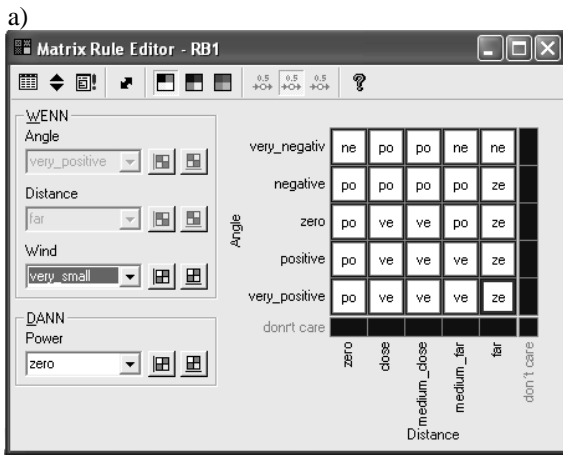 a)
Matrix Rule Editor - RB1
0.5 0.5 0.5
WENN
Angle
very_positive
Distance
far
Wind
very_small
DANN
Power
zero
Angle
very_negativ ne po po ne ne
negative po po po po ze
zero po ve ve po ze
positive po ve ve ve ze
very_positive po ve ve ve ze
donr't care
zero close medium_close medium_far far don't care
Distance